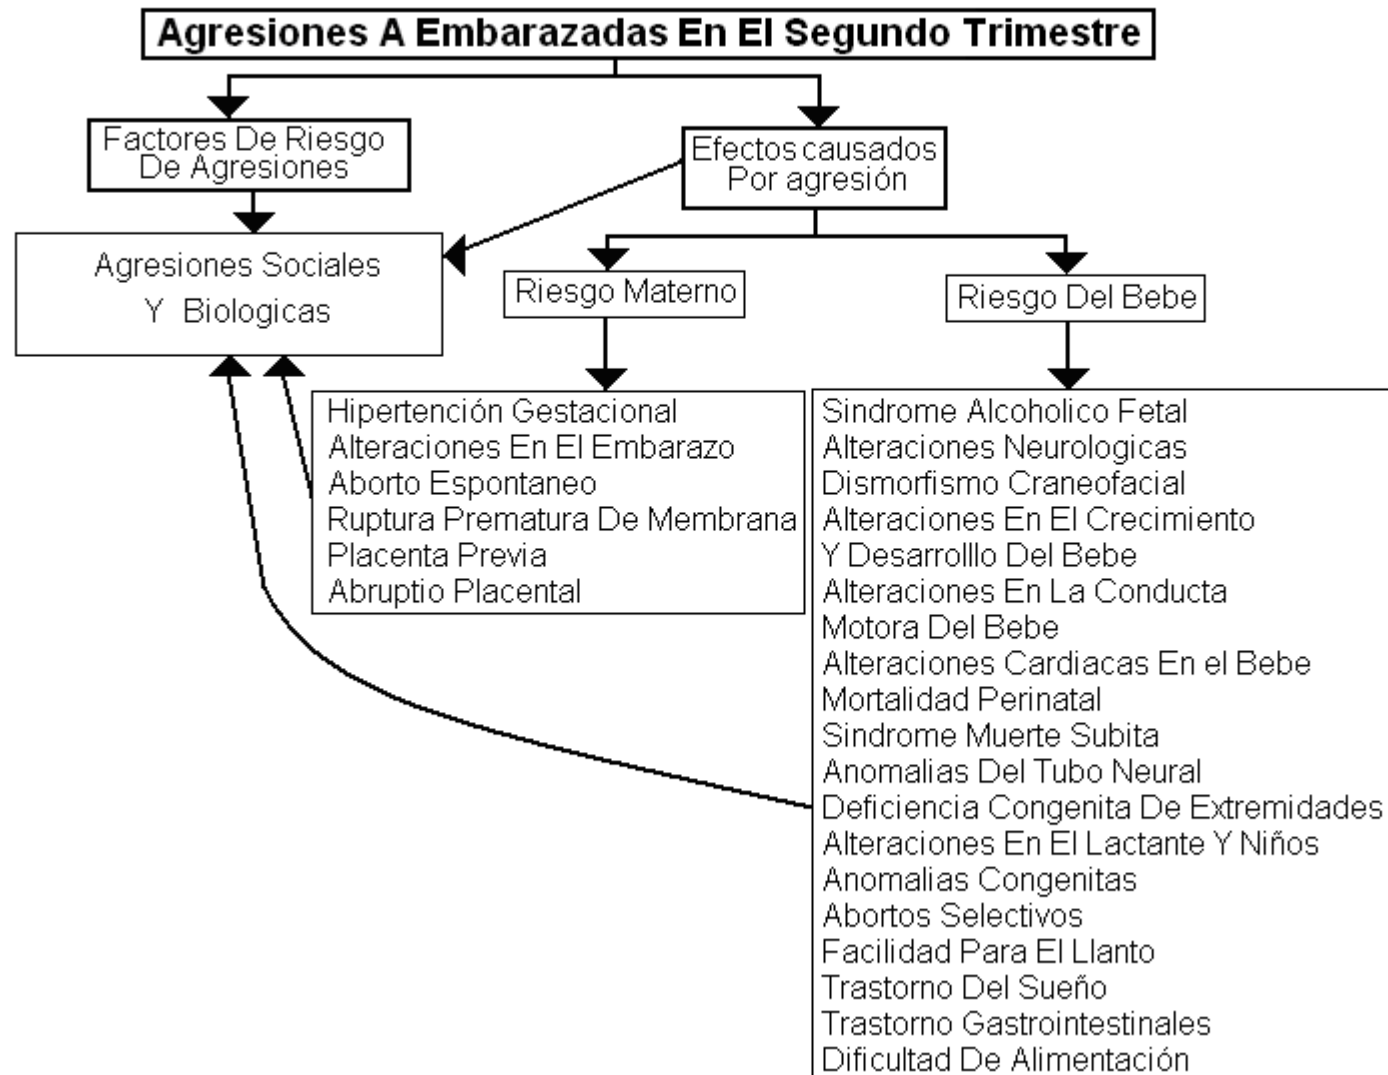 Agresiones A Embarazadas En El Segundo Trimestre
Factores De Riesgo
De Agresiones
Efectos causados
Por agresión
Agresiones Sociales
Y Biologicas
Riesgo Materno
Riesgo Del Bebe
Hipertención Gestacional
Alteraciones En El Embarazo
Aborto Espontaneo
Ruptura Prematura De Membrana
Placenta Previa
Abruptio Placental
Sindrome Alcoholico Fetal
Alteraciones Neurologicas
Dismorfismo Craneofacial
Alteraciones En El Crecimiento
Y Desarrolllo Del Bebe
Alteraciones En La Conducta
Motora Del Bebe
Alteraciones Cardiacas En el Bebe
Mortalidad Perinatal
Sindrome Muerte Subita
Anomalias Del Tubo Neural
Deficiencia Congenita De Extremidades
Alteraciones En El Lactante Y Niños
Anomalias Congenitas
Abortos Selectivos
Facilidad Para El Llanto
Trastorno Del Sueño
Trastorno Gastrointestinales
Dificultad De Alimentación